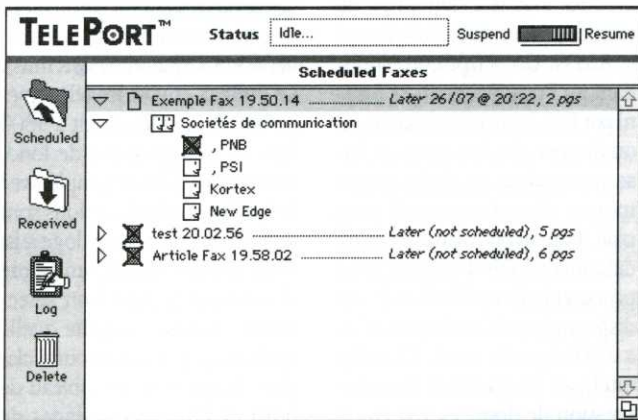 TELEPORT™ Status Idle... Suspend Resume
Scheduled Faxes
Exemple Fax 19.50.14 ........................ Later 26/07 @ 20:22, 2 pgs
Societés de communication
, PNB
, PSI
Kortex
New Edge
test 20.02.56 ........................ Later (not scheduled), 5 pgs
Article Fax 19.58.02 ........................ Later (not scheduled), 6 pgs
Scheduled
Received
Log
Delete